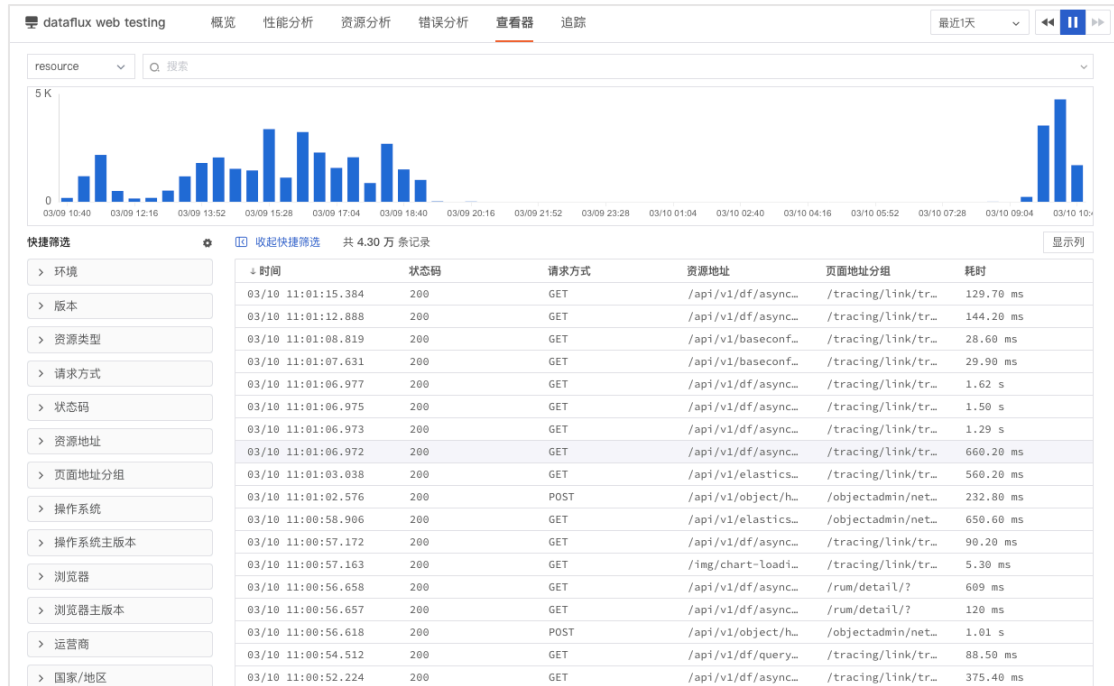 dataflux web testing 概览 性能分析 资源分析 错误分析 查看器 追踪 最近1天
resource 搜索
5 K
0
03/09 10:40 03/09 12:16 03/09 13:52 03/09 15:28 03/09 17:04 03/09 18:40 03/09 20:16 03/09 21:52 03/09 23:28 03/10 01:04 03/10 02:40 03/10 04:16 03/10 05:52 03/10 07:28 03/10 09:04 03/10 10:4
快捷筛选 收起快捷筛选 共 4.30 万 条记录 显示列
环境
版本
资源类型
请求方式
状态码
资源地址
页面地址分组
操作系统
操作系统主版本
浏览器
浏览器主版本
运营商
国家/地区
↓ 时间 状态码 请求方式 资源地址 页面地址分组 耗时
03/10 11:01:15.384 200 GET /api/v1/df/async… /tracing/link/tr… 129.70 ms
03/10 11:01:12.888 200 GET /api/v1/df/async… /tracing/link/tr… 144.20 ms
03/10 11:01:08.819 200 GET /api/v1/baseconf… /tracing/link/tr… 28.60 ms
03/10 11:01:07.631 200 GET /api/v1/baseconf… /tracing/link/tr… 29.90 ms
03/10 11:01:06.977 200 GET /api/v1/df/async… /tracing/link/tr… 1.62 s
03/10 11:01:06.975 200 GET /api/v1/df/async… /tracing/link/tr… 1.50 s
03/10 11:01:06.973 200 GET /api/v1/df/async… /tracing/link/tr… 1.29 s
03/10 11:01:06.972 200 GET /api/v1/df/async… /tracing/link/tr… 660.20 ms
03/10 11:01:03.038 200 GET /api/v1/elastics… /tracing/link/tr… 560.20 ms
03/10 11:01:02.576 200 POST /api/v1/object/h… /objectadmin/net… 232.80 ms
03/10 11:00:58.906 200 GET /api/v1/elastics… /objectadmin/net… 650.60 ms
03/10 11:00:57.172 200 GET /api/v1/df/async… /tracing/link/tr… 90.20 ms
03/10 11:00:57.163 200 GET /img/chart-loadi… /tracing/link/tr… 5.30 ms
03/10 11:00:56.658 200 GET /api/v1/df/async… /rum/detail/? 609 ms
03/10 11:00:56.657 200 GET /api/v1/df/async… /rum/detail/? 120 ms
03/10 11:00:56.618 200 POST /api/v1/object/h… /objectadmin/net… 1.01 s
03/10 11:00:54.512 200 GET /api/v1/df/query… /tracing/link/tr… 88.50 ms
03/10 11:00:52.224 200 GET /api/v1/df/async… /tracing/link/tr… 375.40 ms